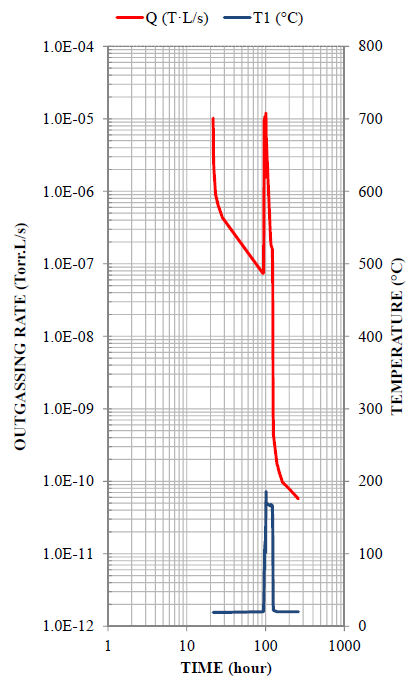 Q (T·L/s) T1 (°C)
1.0E-04 800
1.0E-05 700
1.0E-06 600
1.0E-07 500
1.0E-08 400
1.0E-09 300
1.0E-10 200
1.0E-11 100
1.0E-12 0
OUTGASSING RATE (Torr.L/s)
TEMPERATURE (°C)
1 10 100 1000
TIME (hour)